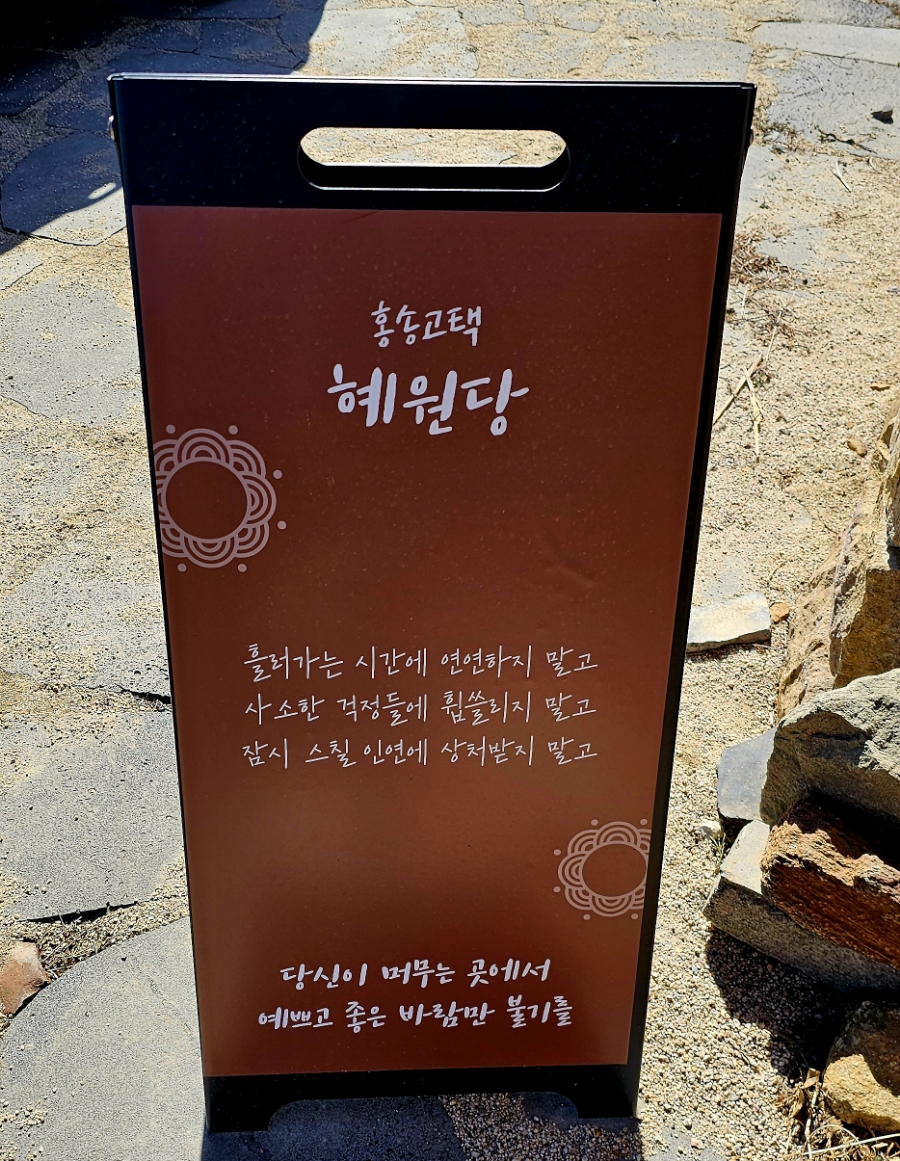 홍송고택
혜원당
흘러가는 시간에 연연하지 말고
사소한 걱정들에 휩쓸리지 말고
잠시 스칠 인연에 상처받지 말고
당신이 머무는 곳에서
예쁘고 좋은 바람만 불기를